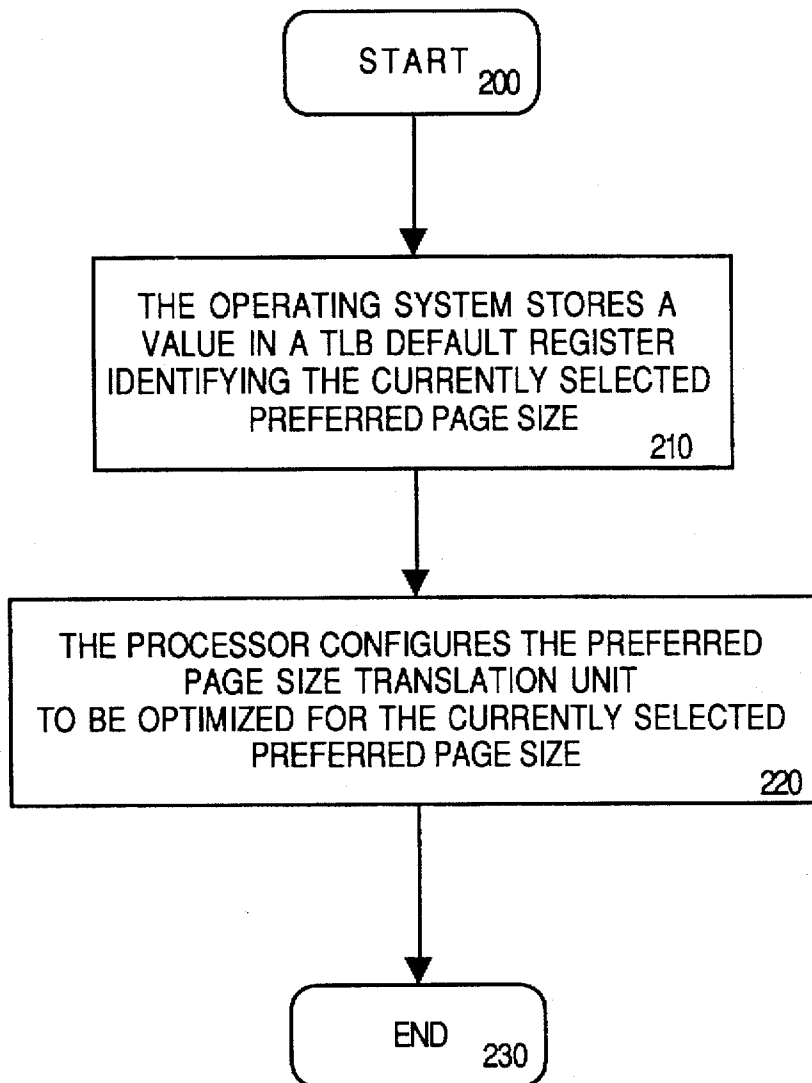 START
200
THE OPERATING SYSTEM STORES A
VALUE IN A TLB DEFAULT REGISTER
IDENTIFYING THE CURRENTLY SELECTED
PREFERRED PAGE SIZE
210
THE PROCESSOR CONFIGURES THE PREFERRED
PAGE SIZE TRANSLATION UNIT
TO BE OPTIMIZED FOR THE CURRENTLY SELECTED
PREFERRED PAGE SIZE
220
END
230